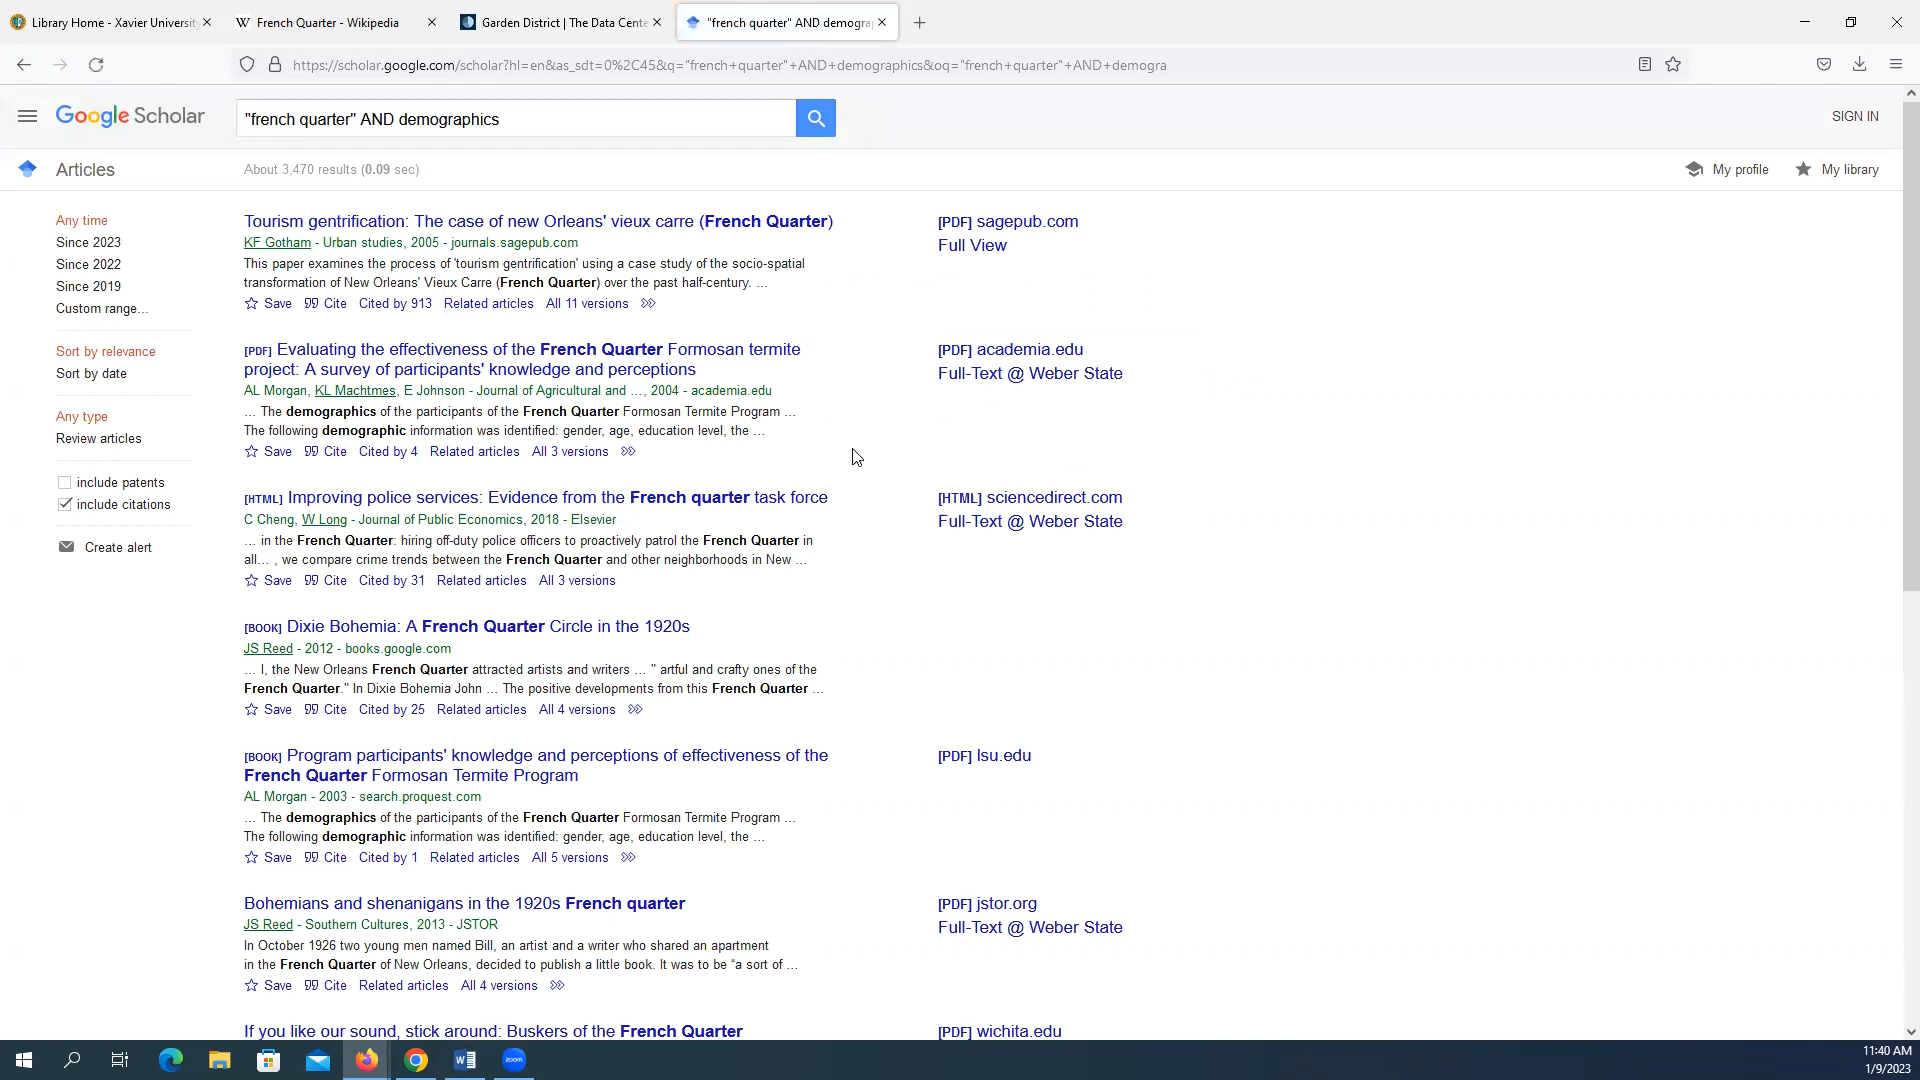 Library Home - Xavier University
French Quarter - Wikipedia
Garden District | The Data Cente
"french quarter" AND demogra
https://scholar.google.com/scholar?hl=en&as_sdt=0%2C45&q="french+quarter"+AND+demographics&oq="french+quarter"+AND+demogra
Google Scholar
"french quarter" AND demographics
SIGN IN
Articles
About 3,470 results (0.09 sec)
My profile
My library
Any time
Since 2023
Since 2022
Since 2019
Custom range...
Sort by relevance
Sort by date
Any type
Review articles
include patents
include citations
Create alert
Tourism gentrification: The case of new Orleans' vieux carre (French Quarter)
KF Gotham - Urban studies, 2005 - journals.sagepub.com
This paper examines the process of 'tourism gentrification' using a case study of the socio-spatial
transformation of New Orleans' Vieux Carre (French Quarter) over the past half-century. …
Save Cite Cited by 913 Related articles All 11 versions
[PDF] sagepub.com
Full View
[PDF] Evaluating the effectiveness of the French Quarter Formosan termite
project: A survey of participants' knowledge and perceptions
AL Morgan, KL Machtmes, E Johnson - Journal of Agricultural and …, 2004 - academia.edu
… The demographics of the participants of the French Quarter Formosan Termite Program …
The following demographic information was identified: gender, age, education level, the …
Save Cite Cited by 4 Related articles All 3 versions
[PDF] academia.edu
Full-Text @ Weber State
[HTML] Improving police services: Evidence from the French quarter task force
C Cheng, W Long - Journal of Public Economics, 2018 - Elsevier
… in the French Quarter: hiring off-duty police officers to proactively patrol the French Quarter in
all… , we compare crime trends between the French Quarter and other neighborhoods in New …
Save Cite Cited by 31 Related articles All 3 versions
[HTML] sciencedirect.com
Full-Text @ Weber State
[BOOK] Dixie Bohemia: A French Quarter Circle in the 1920s
JS Reed - 2012 - books.google.com
… I, the New Orleans French Quarter attracted artists and writers … " artful and crafty ones of the
French Quarter." In Dixie Bohemia John … The positive developments from this French Quarter …
Save Cite Cited by 25 Related articles All 4 versions
[BOOK] Program participants' knowledge and perceptions of effectiveness of the
French Quarter Formosan Termite Program
AL Morgan - 2003 - search.proquest.com
… The demographics of the participants of the French Quarter Formosan Termite Program …
The following demographic information was identified: gender, age, education level, the …
Save Cite Cited by 1 Related articles All 5 versions
[PDF] lsu.edu
Bohemians and shenanigans in the 1920s French quarter
JS Reed - Southern Cultures, 2013 - JSTOR
In October 1926 two young men named Bill, an artist and a writer who shared an apartment
in the French Quarter of New Orleans, decided to publish a little book. It was to be “a sort of …
Save Cite Related articles All 4 versions
[PDF] jstor.org
Full-Text @ Weber State
If you like our sound, stick around: Buskers of the French Quarter
[PDF] wichita.edu
zoom
11:40 AM
1/9/2023